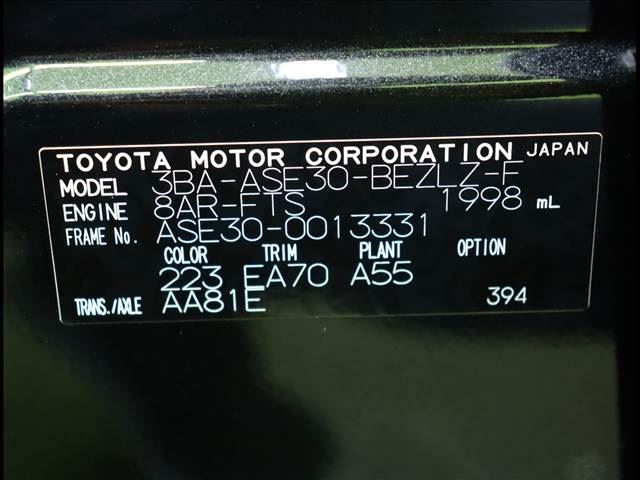 TOYOTA MOTOR CORPORATION JAPAN
MODEL 3BA-ASE30-BEZLZ-F
ENGINE 8AR-FTS 1998 mL
FRAME No. ASE30-0013331
COLOR TRIM PLANT OPTION
223 EA70 A55
TRANS./AXLE AA81E 394